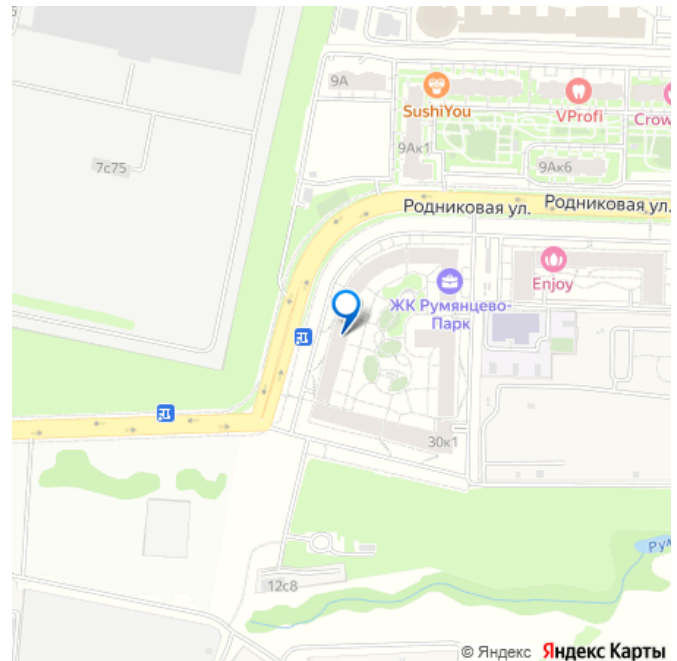 9А
SushiYou
VProfi
Crow
9Ак1
7с75
9Ак6
Родниковая ул.
Родниковая ул.
Enjoy
ЖК Румянцево-
Парк
30к1
Рум
12с8
© Яндекс Яндекс Карты